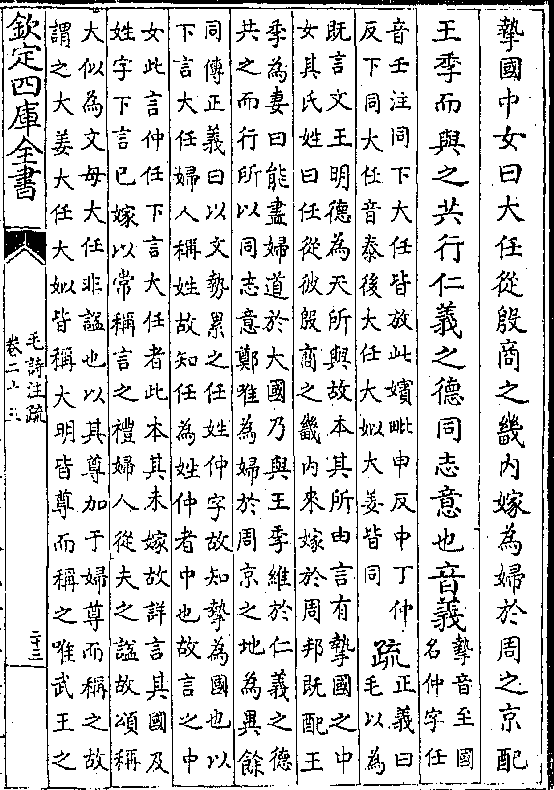 摯國中女曰大任從殷商之畿内嫁為婦於周之京配
王季而與之共行仁義之德同志意也音義
摯音至國
名仲字任
音壬注同下大任皆放此嬪毗申反中丁仲
反下同大任音泰後大任大姒大姜皆同
疏
正義曰
毛以為
既言文王明德為天所與故本其所由言有摯國之中
女其氏姓曰任從彼殷商之畿内來嫁於周邦既配王
季為妻曰能盡婦道於大國乃與王季維於仁義之德
共之而行所以同志意鄭唯為婦於周京之地為異餘
同傳正義曰以文勢累之任姓仲字故知摯為國也以
下言大任婦人稱姓故知任為姓仲者中也故言之中
女此言仲任下言大任者此本其未嫁故詳言其國及
姓字下言已嫁以常稱言之禮婦人從夫之諡故頌稱
大似為文母大任非諡也以其尊加于婦尊而稱之故
謂之大姜大任大姒皆稱大明皆尊而稱之唯武王之
欽定四庫全書
毛詩注疏
卷二十三
二十三